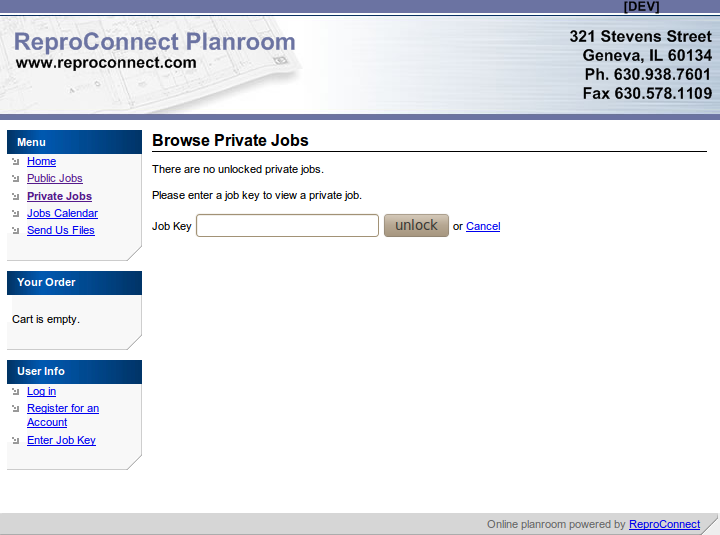 [DEV]
ReproConnect Planroom
www.reproconnect.com
321 Stevens Street
Geneva, IL 60134
Ph. 630.938.7601
Fax 630.578.1109
Menu
Home
Public Jobs
Private Jobs
Jobs Calendar
Send Us Files
Your Order
Cart is empty.
User Info
Log in
Register for an
Account
Enter Job Key
Browse Private Jobs
There are no unlocked private jobs.
Please enter a job key to view a private job.
Job Key unlock or Cancel
Online planroom powered by ReproConnect